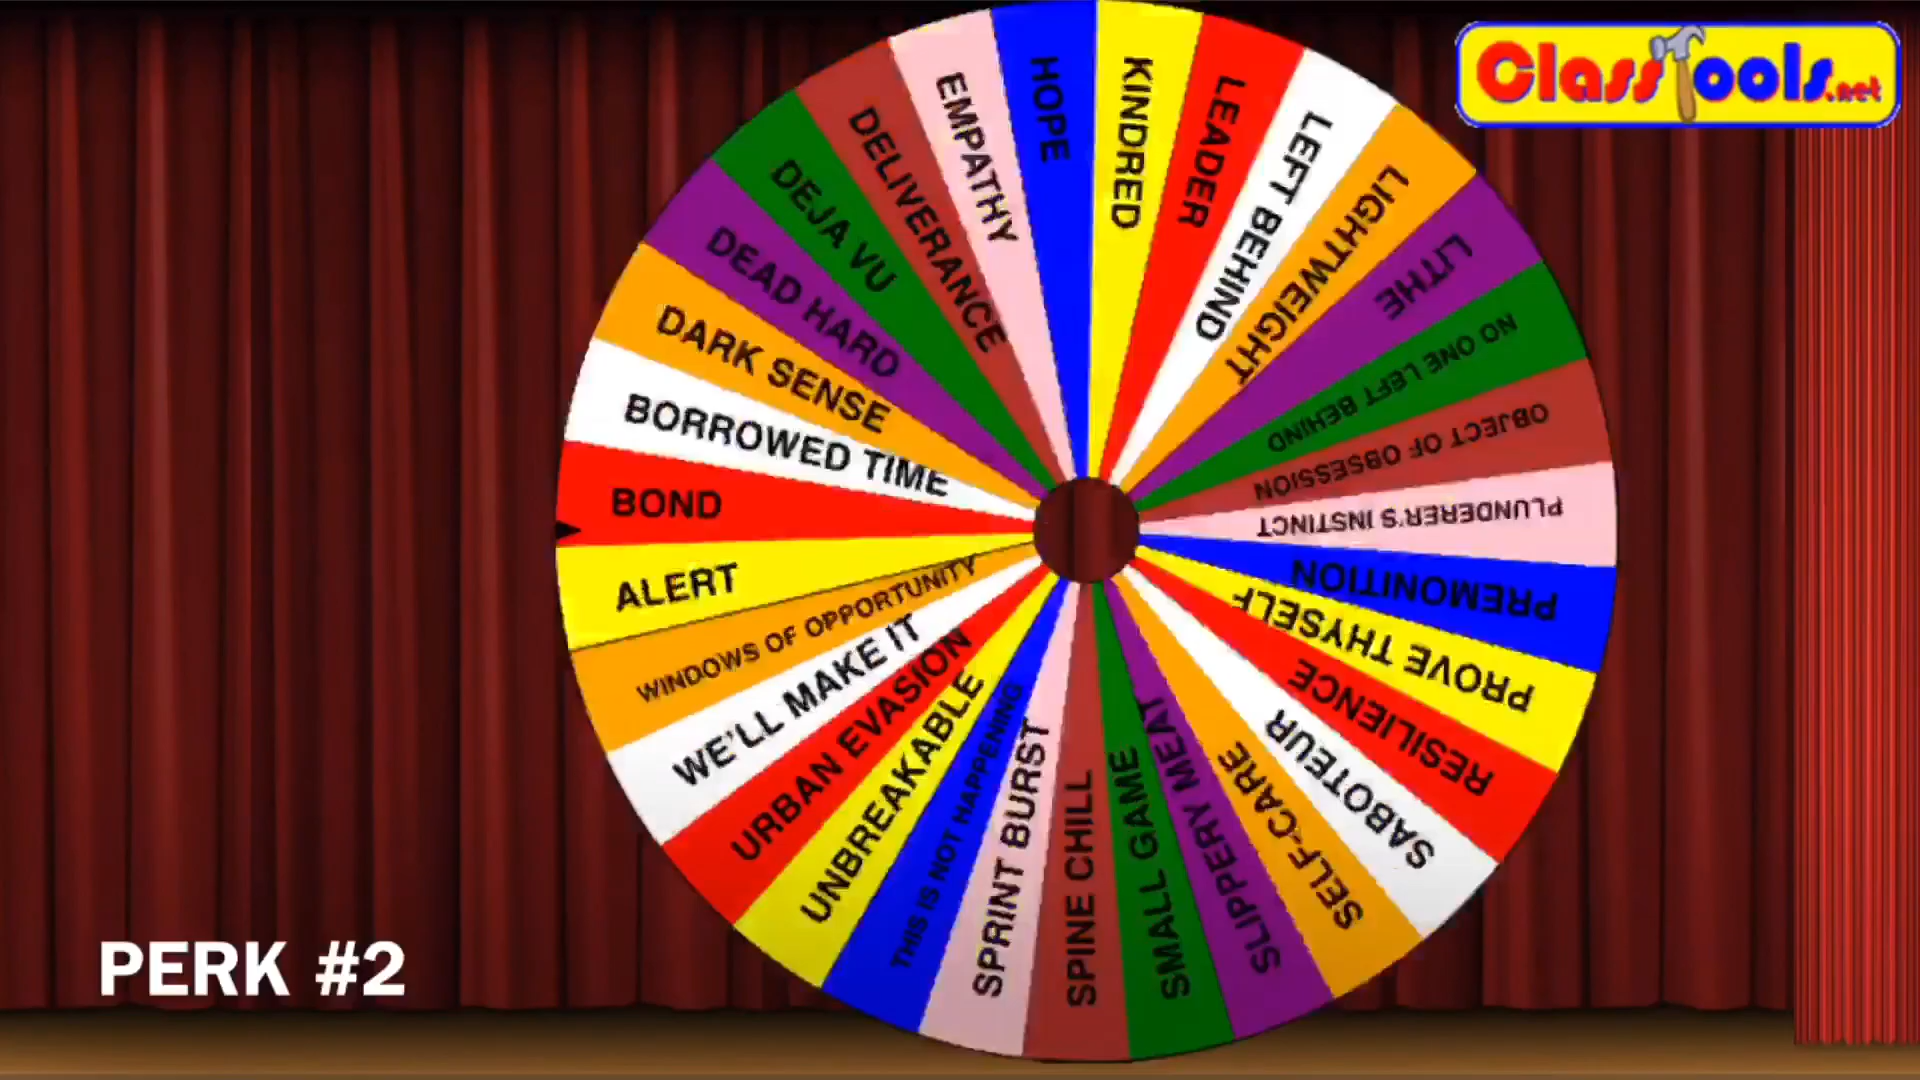 ClassTools.net
HOPE
KINDRED
LEADER
LEFT BEHIND
LIGHTWEIGHT
LITHE
NO ONE LEFT BEHIND
OBJECT OF OBSESSION
PLUNDERER'S INSTINCT
PREMONITION
PROVE THYSELF
RESILIENCE
SABOTEUR
SELF-CARE
SLIPPERY MEAT
SMALL GAME
SPINE CHILL
SPRINT BURST
THIS IS NOT HAPPENING
UNBREAKABLE
URBAN EVASION
WE'LL MAKE IT
WINDOWS OF OPPORTUNITY
ALERT
BOND
BORROWED TIME
DARK SENSE
DEAD HARD
DEJA VU
DELIVERANCE
EMPATHY
PERK #2